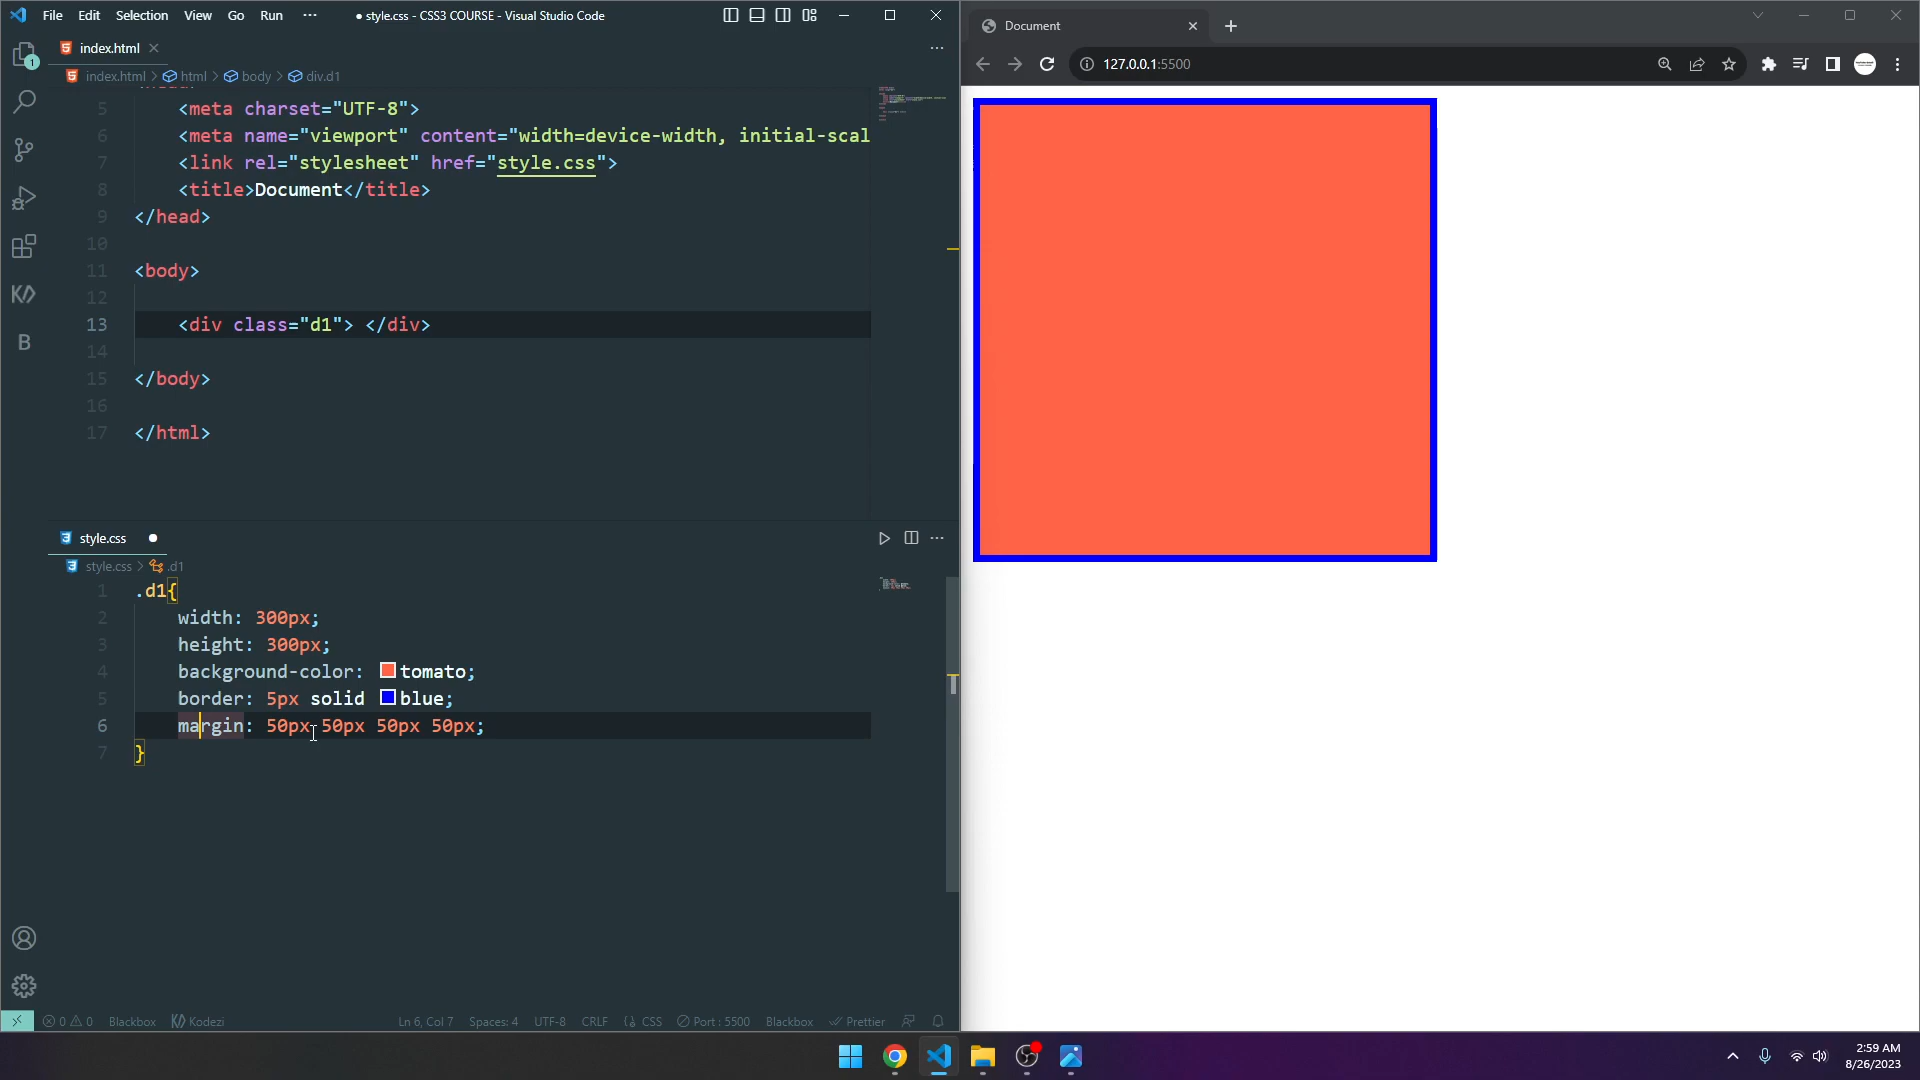 File Edit Selection View Go Run ···
● style.css - CSS3 COURSE - Visual Studio Code
index.html
index.html > html > body > div.d1
5 <meta charset="UTF-8">
6 <meta name="viewport" content="width=device-width, initial-scal
7 <link rel="stylesheet" href="style.css">
8 <title>Document</title>
9 </head>
10
11 <body>
12
13 <div class="d1"> </div>
14
15 </body>
16
17 </html>
style.css
style.css > .d1
1 .d1{
2 width: 300px;
3 height: 300px;
4 background-color: tomato;
5 border: 5px solid blue;
6 margin: 50px 50px 50px 50px;
7 }
0 0 Blackbox Kodezi Ln 6, Col 7 Spaces: 4 UTF-8 CRLF {} CSS Port : 5500 Blackbox Prettier
Document
127.0.0.1:5500
1
B
2:59 AM
8/26/2023